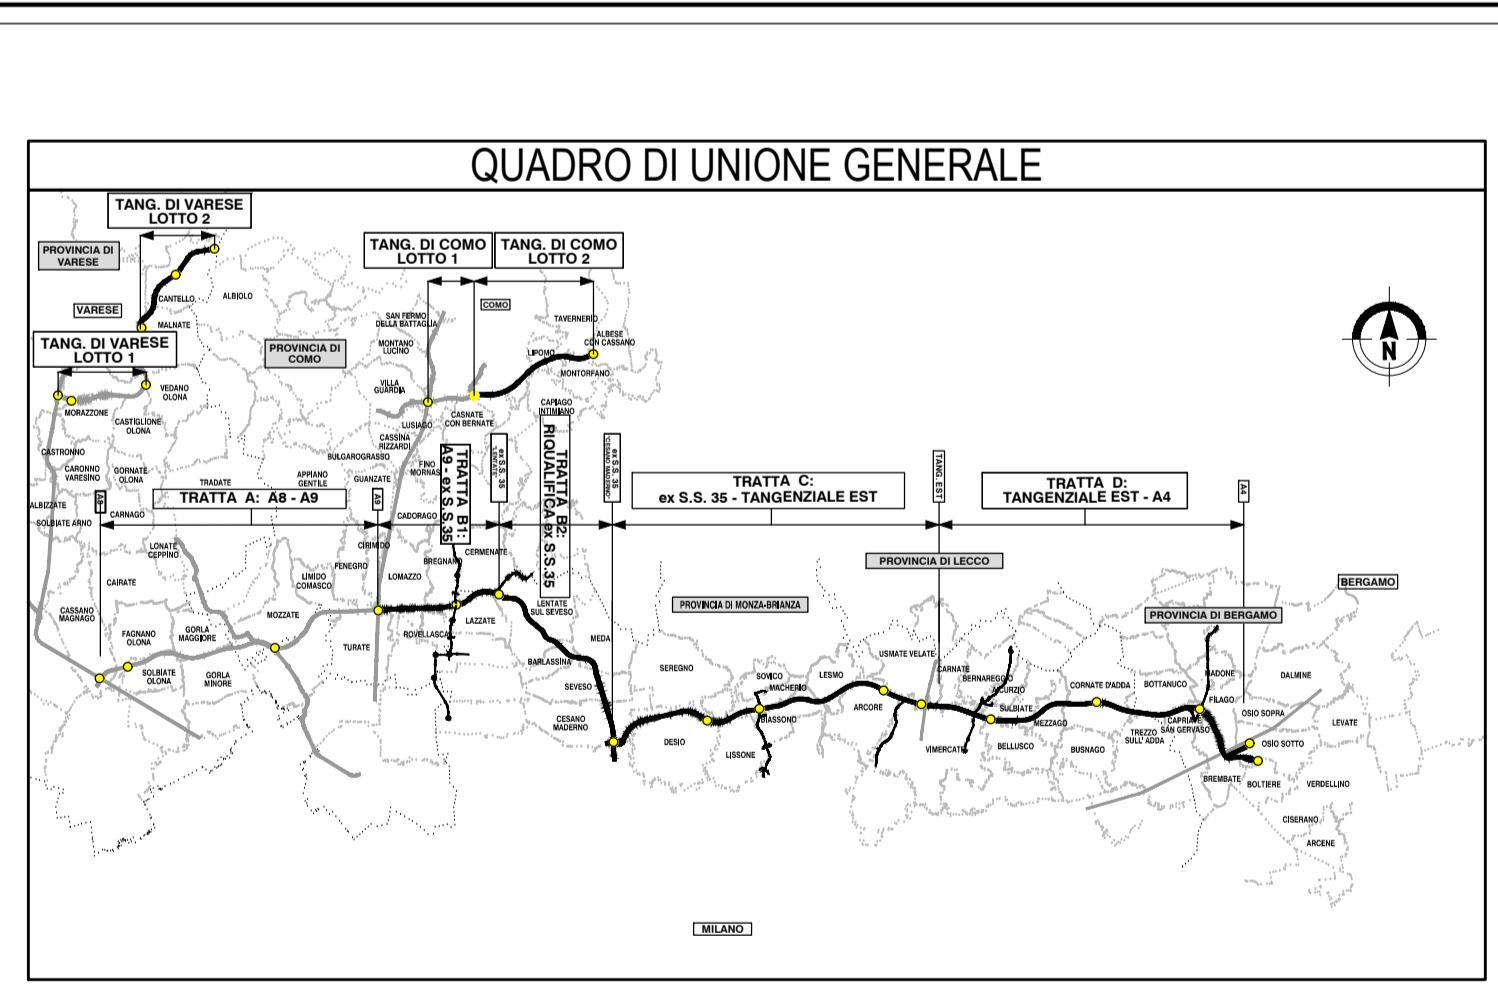 QUADRO DI UNIONE GENERALE
TANG. DI VARESE
LOTTO 2
PROVINCIA DI
VARESE
TANG. DI COMO
LOTTO 1
TANG. DI COMO
LOTTO 2
CANTELLO
ALBIOLO
VARESE
MALNATE
COMO
SAN FERMO
DELLA BATTAGLIA
TAVERNERIO
ALBESE
CON CASSANO
TANG. DI VARESE
LOTTO 1
PROVINCIA DI
COMO
MONTANO
LUCINO
LIPOMO
MONTORFANO
N
VEDANO
OLONA
VILLA
GUARDIA
MORAZZONE
CASTIGLIONE
OLONA
CAPIAGO
INTIMIANO
CASNATE
CON BERNATE
LUSIAGO
CASSINA
RIZZARDI
CASTRONNO
BULGAROGRASSO
CARONNO
VARESINO
GORNATE
OLONA
TRADATE
APPIANO
GENTILE
GUANZATE
FINO
MORNAS
TRATTA B1:
A9 - ex S.S.35
ex S.S. 35
"LENTATE"
TRATTA B2:
RIQUALIFICA ex S.S.35
ex S.S. 35
"CESANO MADERNO"
TRATTA C:
ex S.S. 35 - TANGENZIALE EST
TANG. EST
TRATTA D:
TANGENZIALE EST - A4
A4
ALBIZZATE
A8
TRATTA A: A8 - A9
A9
SOLBIATE ARNO
CARNAGO
CADORAGO
LONATE
CEPPINO
CIRIMIDO
CERMENATE
BREGNANO
FENEGRO
PROVINCIA DI LECCO
CAIRATE
LIMIDO
COMASCO
LOMAZZO
BERGAMO
CASSANO
MAGNAGO
MOZZATE
LENTATE
SUL SEVESO
PROVINCIA DI MONZA-BRIANZA
PROVINCIA DI BERGAMO
FAGNANO
OLONA
GORLA
MAGGIORE
ROVELLASCA
LAZZATE
TURATE
MEDA
USMATE VELATE
BARLASSINA
SEREGNO
CARNATE
SOLBIATE
OLONA
GORLA
MINORE
SEVESO
SOVICO
MACHERIO
LESMO
BERNAREGGIO
AICURZIO
CORNATE D'ADDA
BOTTANUCO
MADONE
DALMINE
FILAGO
CESANO
MADERNO
BIASSONO
ARCORE
SULBIATE
MEZZAGO
CAPRIATE
SAN GERVASO
OSIO SOPRA
LEVATE
TREZZO
SULL' ADDA
DESIO
LISSONE
VIMERCATE
BELLUSCO
BUSNAGO
OSÌO SOTTO
BREMBATE
BOLTIERE
VERDELLINO
CISERANO
ARCENE
MILANO